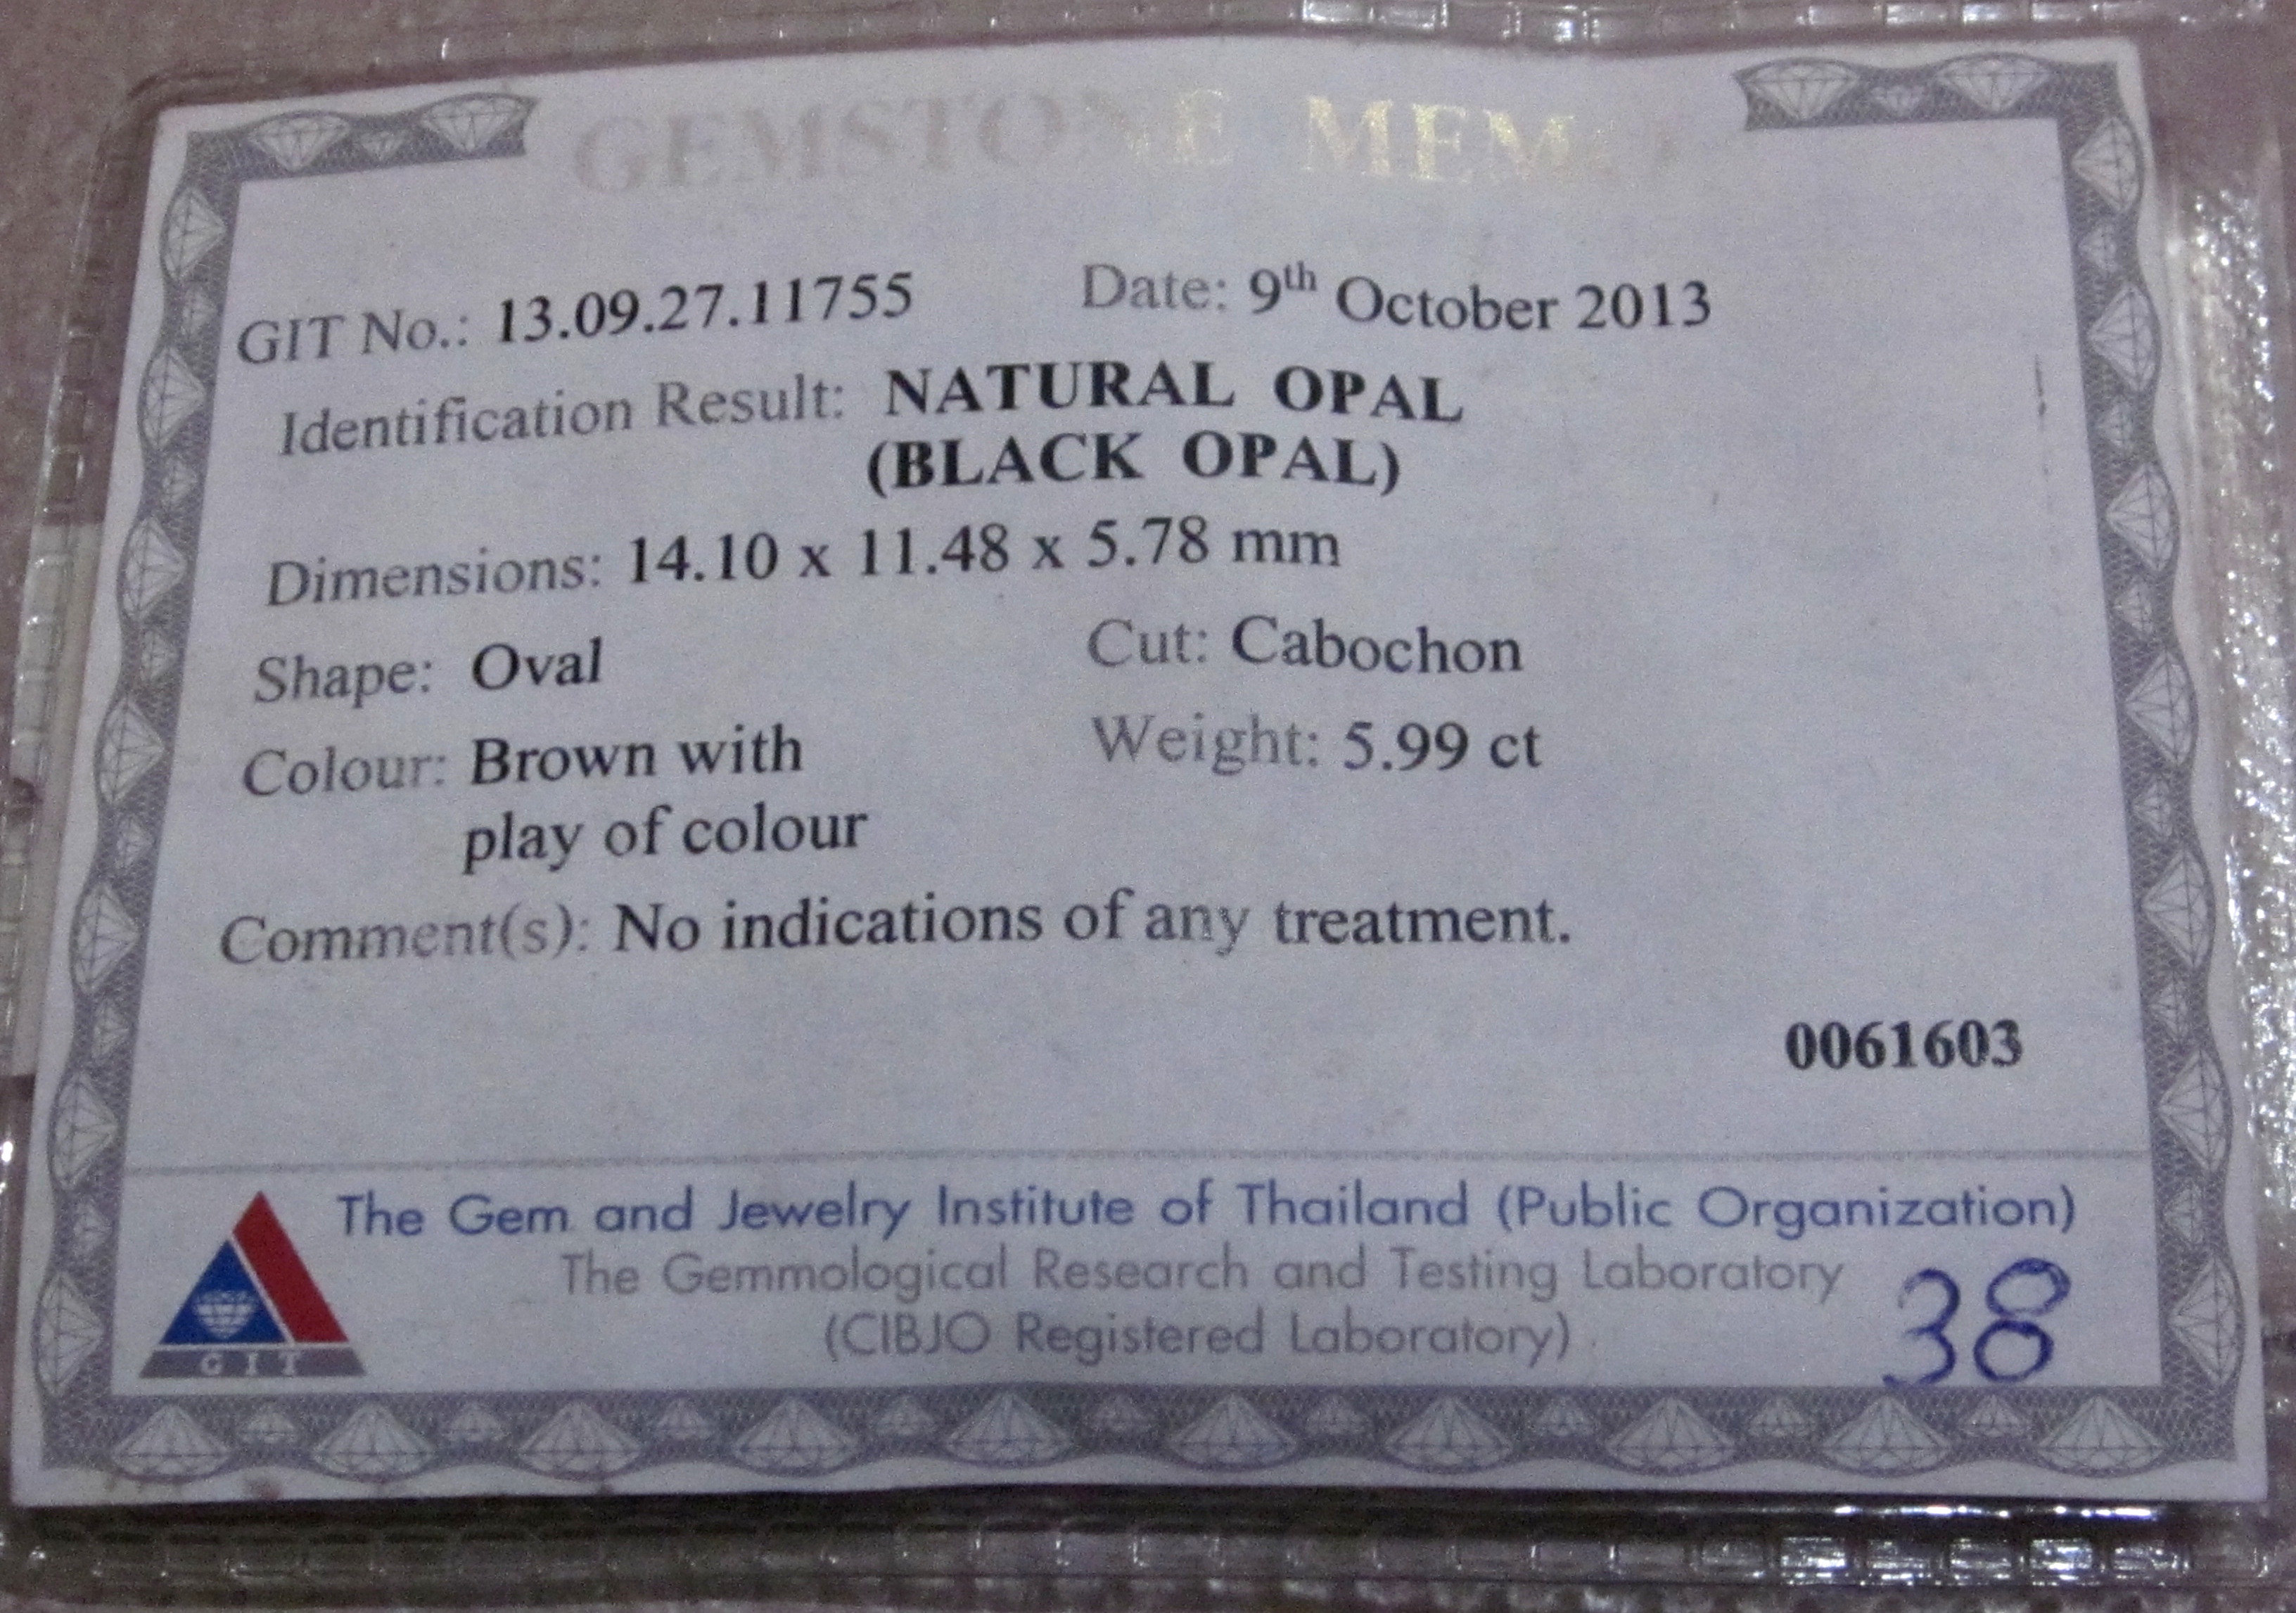 GEMSTONE MEMO
GIT No.: 13.09.27.11755 Date: 9th October 2013
Identification Result: NATURAL OPAL
(BLACK OPAL)
Dimensions: 14.10 x 11.48 x 5.78 mm
Shape: Oval Cut: Cabochon
Colour: Brown with Weight: 5.99 ct
play of colour
Comment(s): No indications of any treatment.
0061603
The Gem and Jewelry Institute of Thailand (Public Organization)
The Gemmological Research and Testing Laboratory
(CIBJO Registered Laboratory)
38
GIT